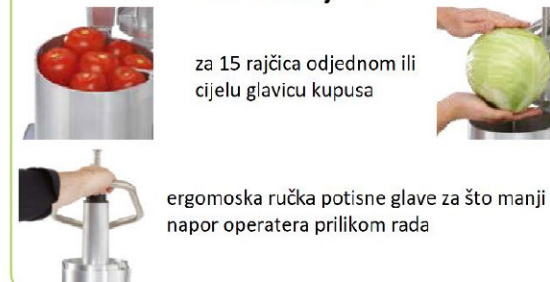 za 15 rajčica odjednom ili
cijelu glavicu kupusa
ergomoska ručka potisne glave za što manji
napor operatera prilikom rada